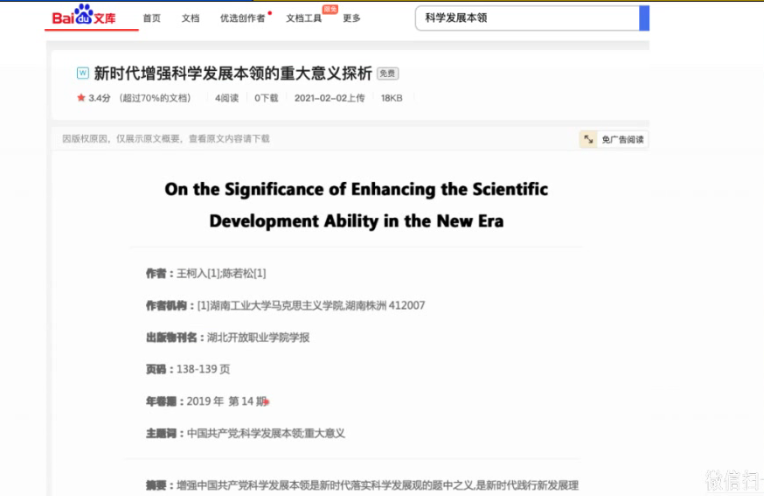 Baidu文库 首页 文档 优选创作者 文档工具 更多 科学发展本领
W 新时代增强科学发展本领的重大意义探析 免费
3.4分 (超过70%的文档) 4阅读 0下载 2021-02-02上传 18KB
因版权原因，仅展示原文概要，查看原文内容请下载 免广告阅读
On the Significance of Enhancing the Scientific
Development Ability in the New Era
作者：王柯入[1];陈若松[1]
作者机构：[1]湖南工业大学马克思主义学院,湖南株洲 412007
出版物刊名：湖北开放职业学院学报
页码：138-139 页
年卷期：2019 年 第 14 期
主题词：中国共产党;科学发展本领;重大意义
摘要：增强中国共产党科学发展本领是新时代落实科学发展观的题中之义,是新时代践行新发展理
微信扫一